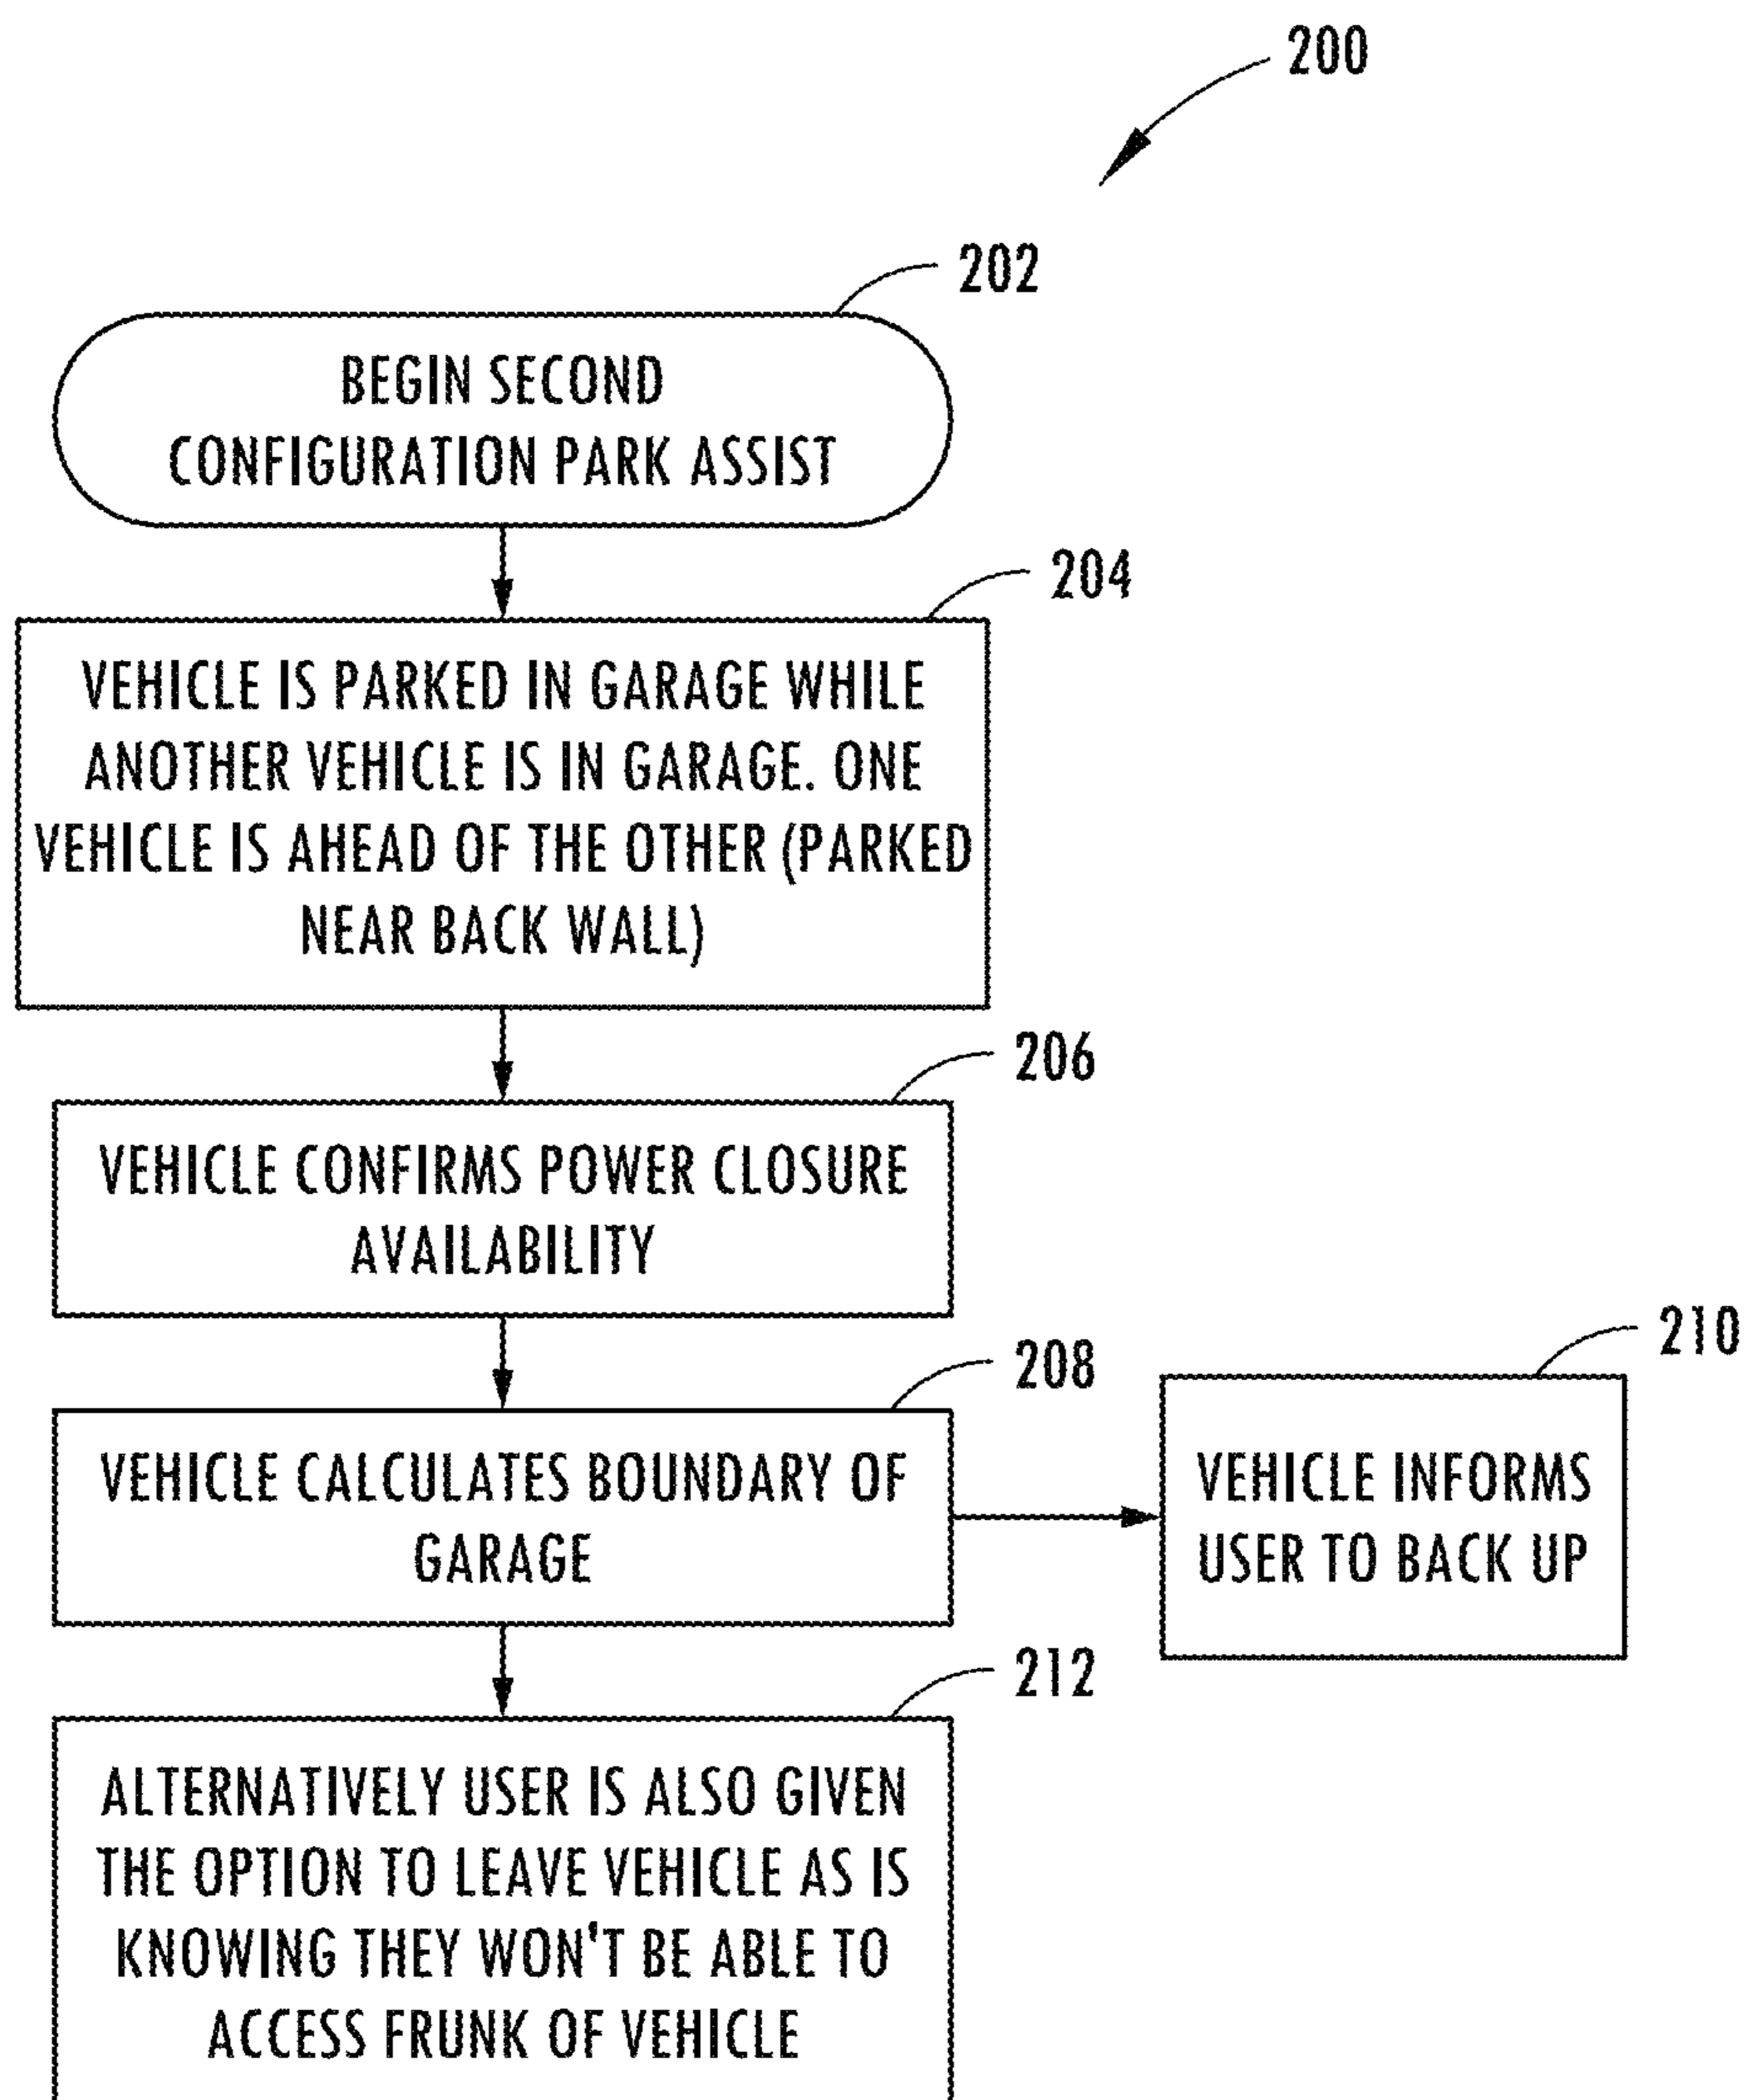 200
202
BEGIN SECOND
CONFIGURATION PARK ASSIST
204
VEHICLE IS PARKED IN GARAGE WHILE
ANOTHER VEHICLE IS IN GARAGE. ONE
VEHICLE IS AHEAD OF THE OTHER (PARKED
NEAR BACK WALL)
206
VEHICLE CONFIRMS POWER CLOSURE
AVAILABILITY
208
VEHICLE CALCULATES BOUNDARY OF
GARAGE
210
VEHICLE INFORMS
USER TO BACK UP
212
ALTERNATIVELY USER IS ALSO GIVEN
THE OPTION TO LEAVE VEHICLE AS IS
KNOWING THEY WON'T BE ABLE TO
ACCESS FRUNK OF VEHICLE